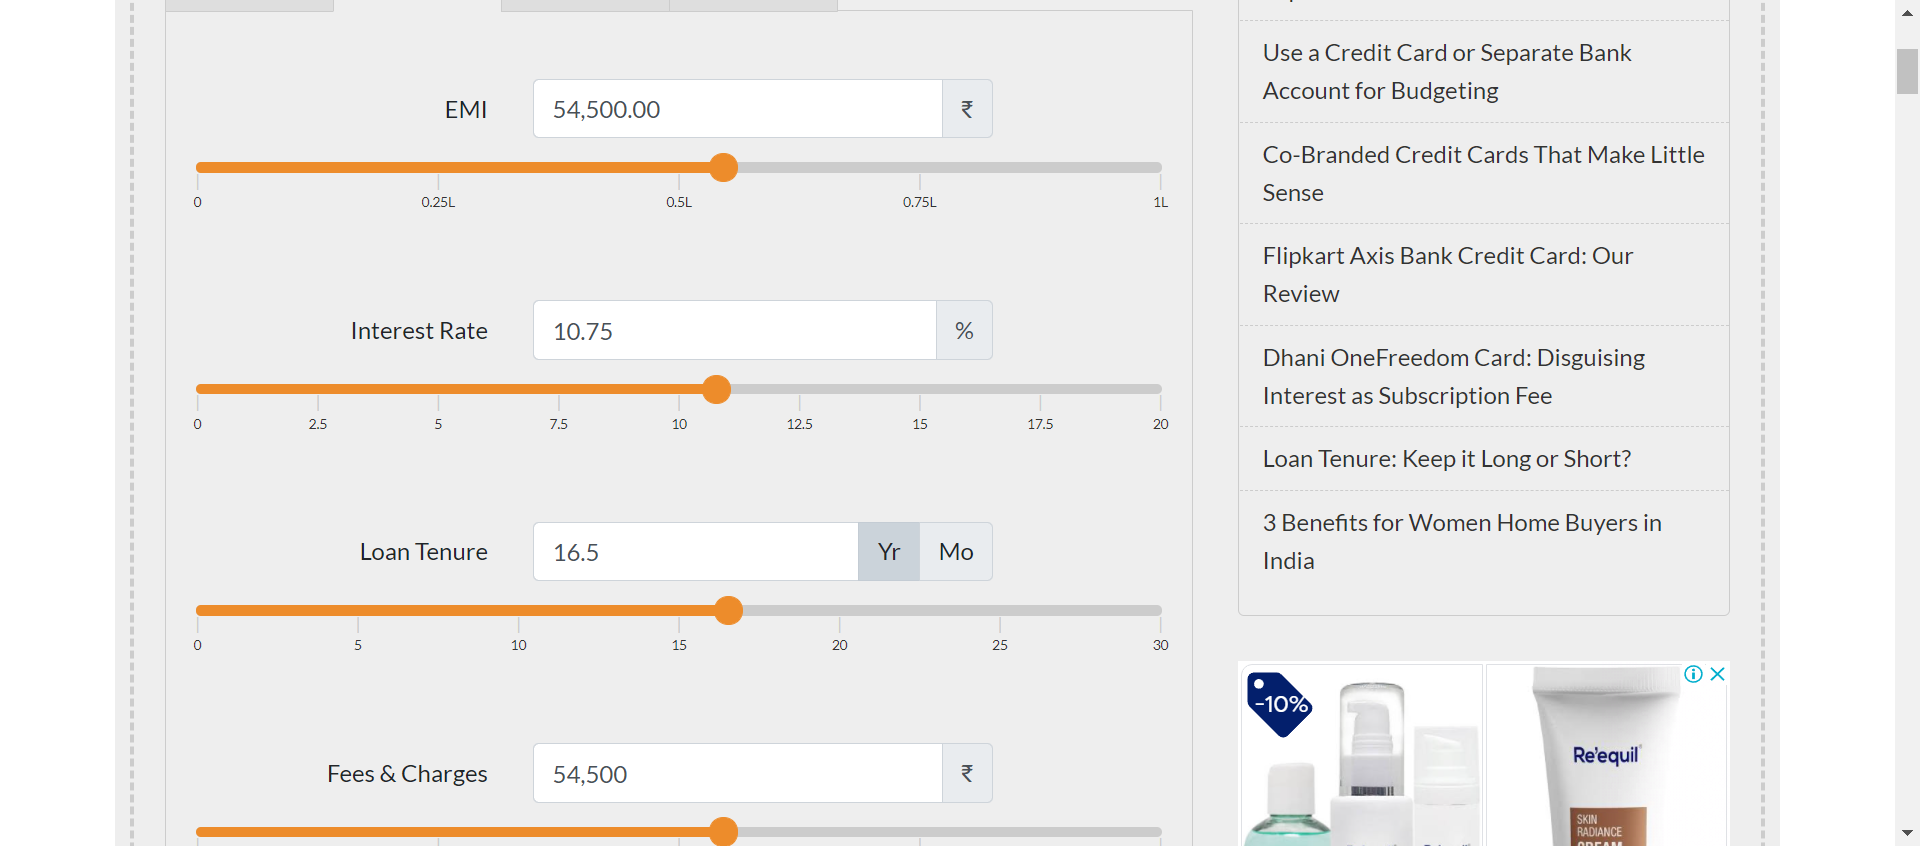 EMI
54,500.00 ₹
0 0.25L 0.5L 0.75L 1L
Interest Rate
10.75 %
0 2.5 5 7.5 10 12.5 15 17.5 20
Loan Tenure
16.5 Yr Mo
0 5 10 15 20 25 30
Fees & Charges
54,500 ₹
Use a Credit Card or Separate Bank
Account for Budgeting
Co-Branded Credit Cards That Make Little
Sense
Flipkart Axis Bank Credit Card: Our
Review
Dhani OneFreedom Card: Disguising
Interest as Subscription Fee
Loan Tenure: Keep it Long or Short?
3 Benefits for Women Home Buyers in
India
-10%
Re'equil
SKIN
RADIANCE
CREAM